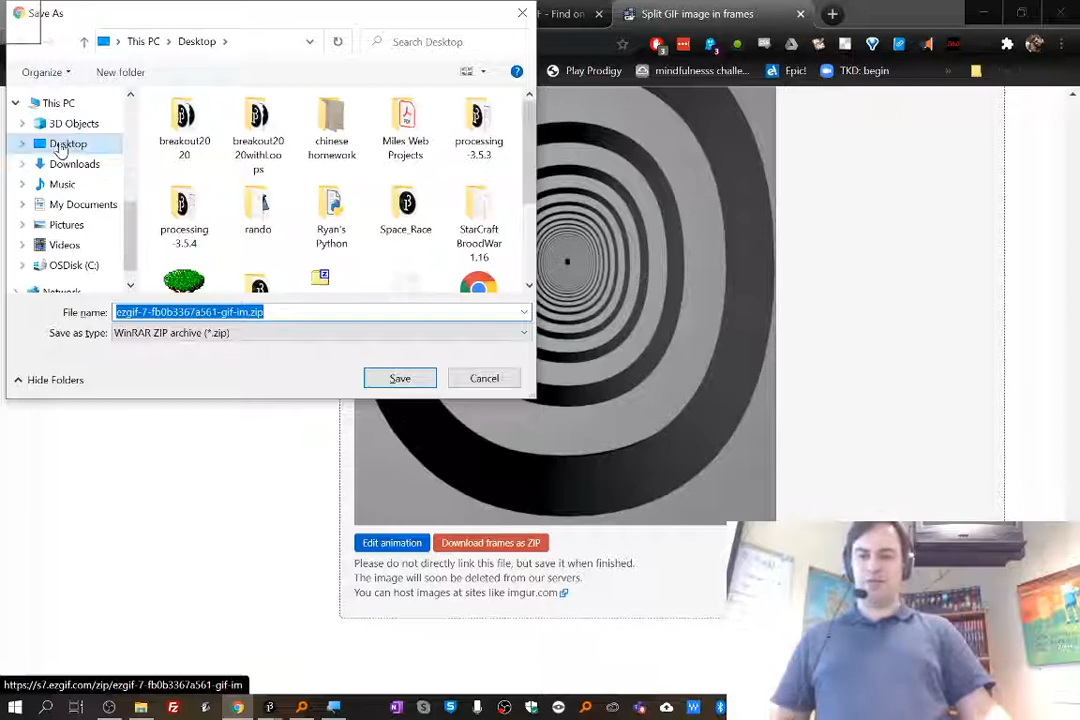 Save As
F - Find on
Split GIF image in frames
This PC
Desktop
Search Desktop
Organize
New folder
Play Prodigy
mindfulnesss challe...
Epic!
TKD: begin
This PC
3D Objects
Desktop
Downloads
Music
My Documents
Pictures
Videos
OSDisk (C:)
breakout20
20
breakout20
20withLoo
ps
chinese
homework
Miles Web
Projects
processing
-3.5.3
processing
-3.5.4
rando
Ryan's
Python
Space_Race
StarCraft
BroodWar
1.16
File name:
ezgif-7-fb0b3367a561-gif-im.zip
Save as type:
WinRAR ZIP archive (*.zip)
Hide Folders
Save
Cancel
Edit animation
Download frames as ZIP
Please do not directly link this file, but save it when finished.
The image will soon be deleted from our servers.
You can host images at sites like imgur.com
https://s7.ezgif.com/zip/ezgif-7-fb0b3367a561-gif-im